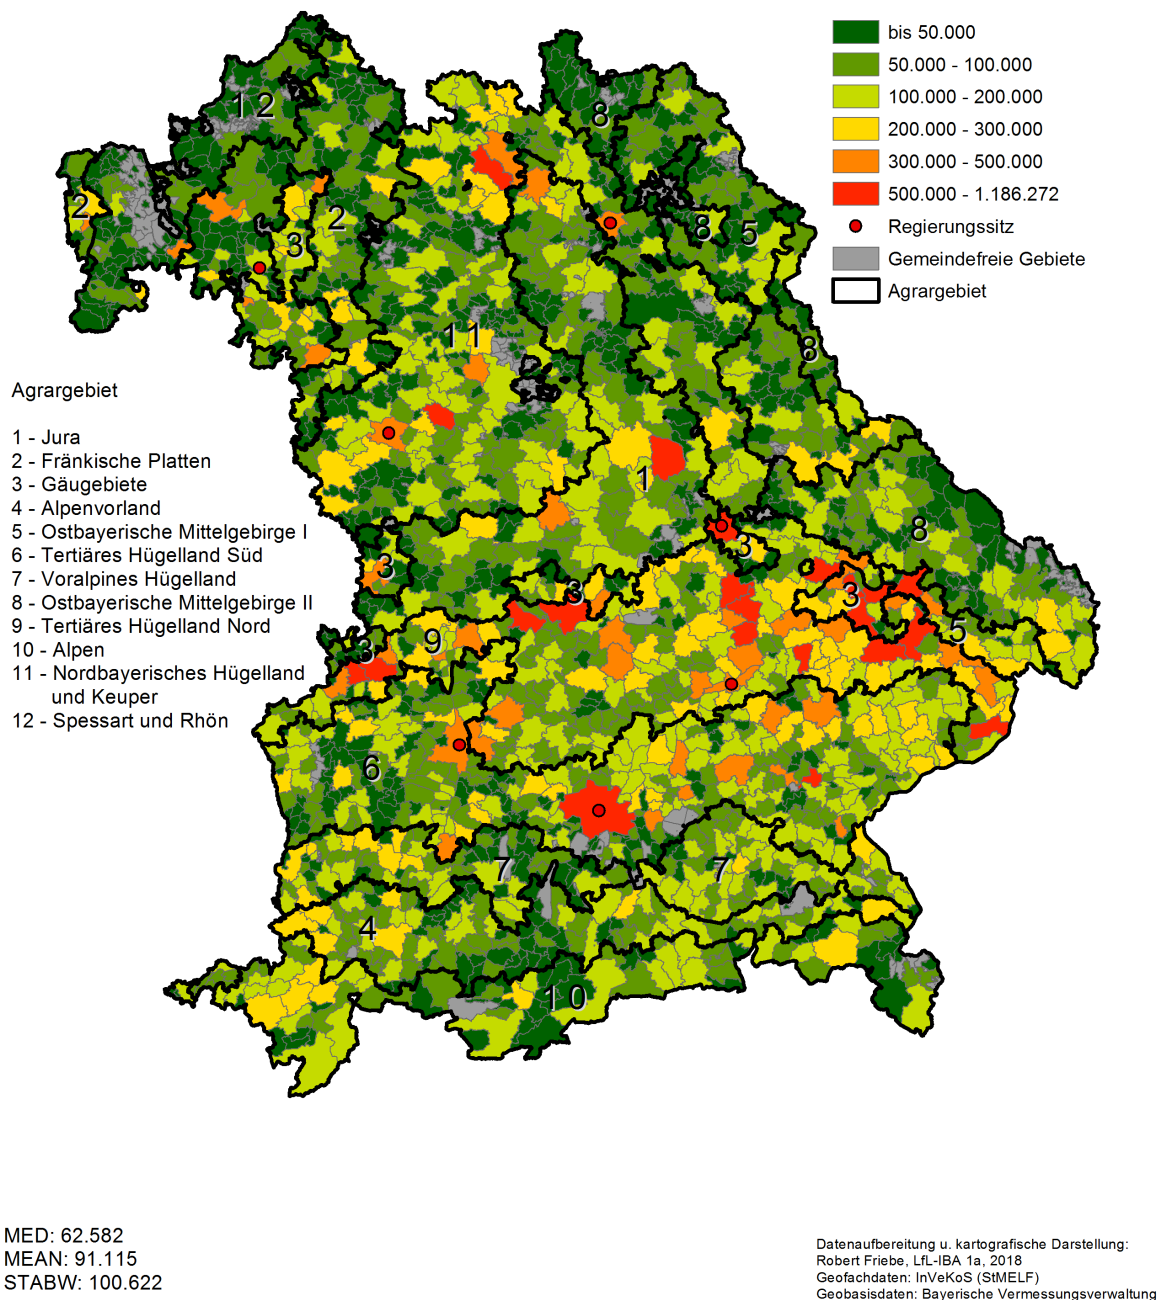 bis 50.000
50.000 - 100.000
100.000 - 200.000
200.000 - 300.000
300.000 - 500.000
500.000 - 1.186.272
Regierungssitz
Gemeindefreie Gebiete
Agrargebiet
12
8
2
2
3
8
5
11
8
1
8
3
3
3
3
5
9
3
6
7
7
4
10
Agrargebiet
1 - Jura
2 - Fränkische Platten
3 - Gäugebiete
4 - Alpenvorland
5 - Ostbayerische Mittelgebirge I
6 - Tertiäres Hügelland Süd
7 - Voralpines Hügelland
8 - Ostbayerische Mittelgebirge II
9 - Tertiäres Hügelland Nord
10 - Alpen
11 - Nordbayerisches Hügelland
und Keuper
12 - Spessart und Rhön
MED: 62.582
MEAN: 91.115
STABW: 100.622
Datenaufbereitung u. kartografische Darstellung:
Robert Friebe, LfL-IBA 1a, 2018
Geofachdaten: InVeKoS (StMELF)
Geobasisdaten: Bayerische Vermessungsverwaltung